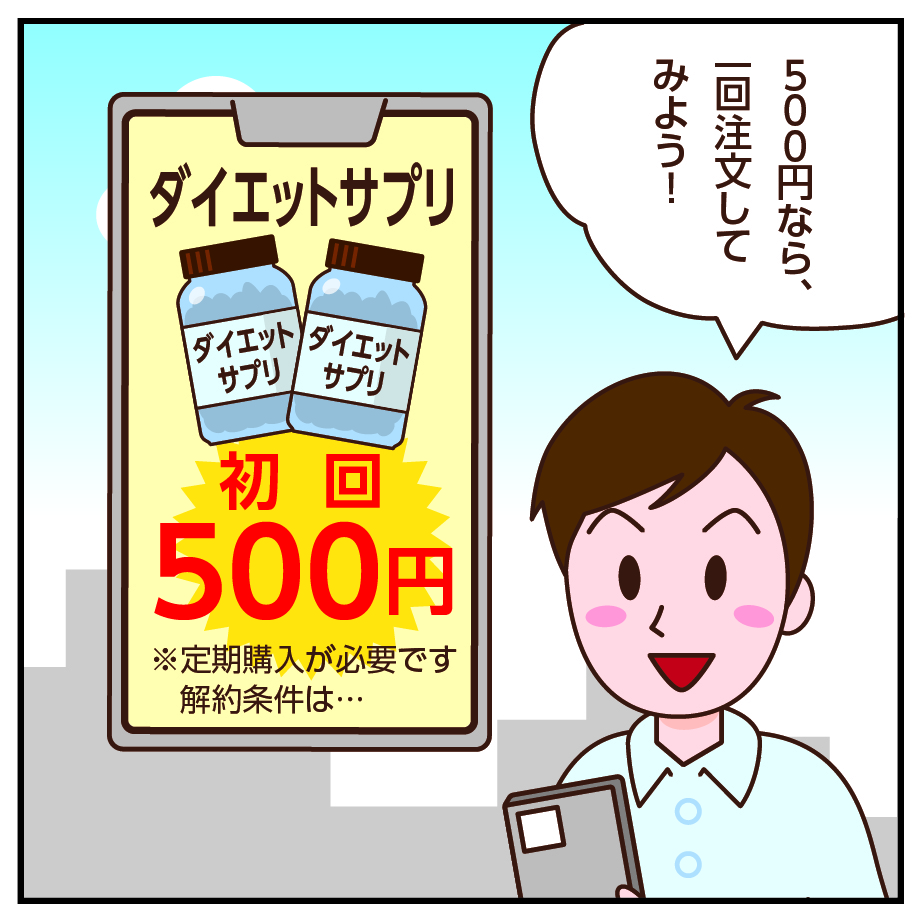 500円なら、
一回注文して
みよう!
ダイエットサプリ
ダイエット
サプリ
ダイエット
サプリ
初回
500円
※定期購入が必要です
解約条件は…